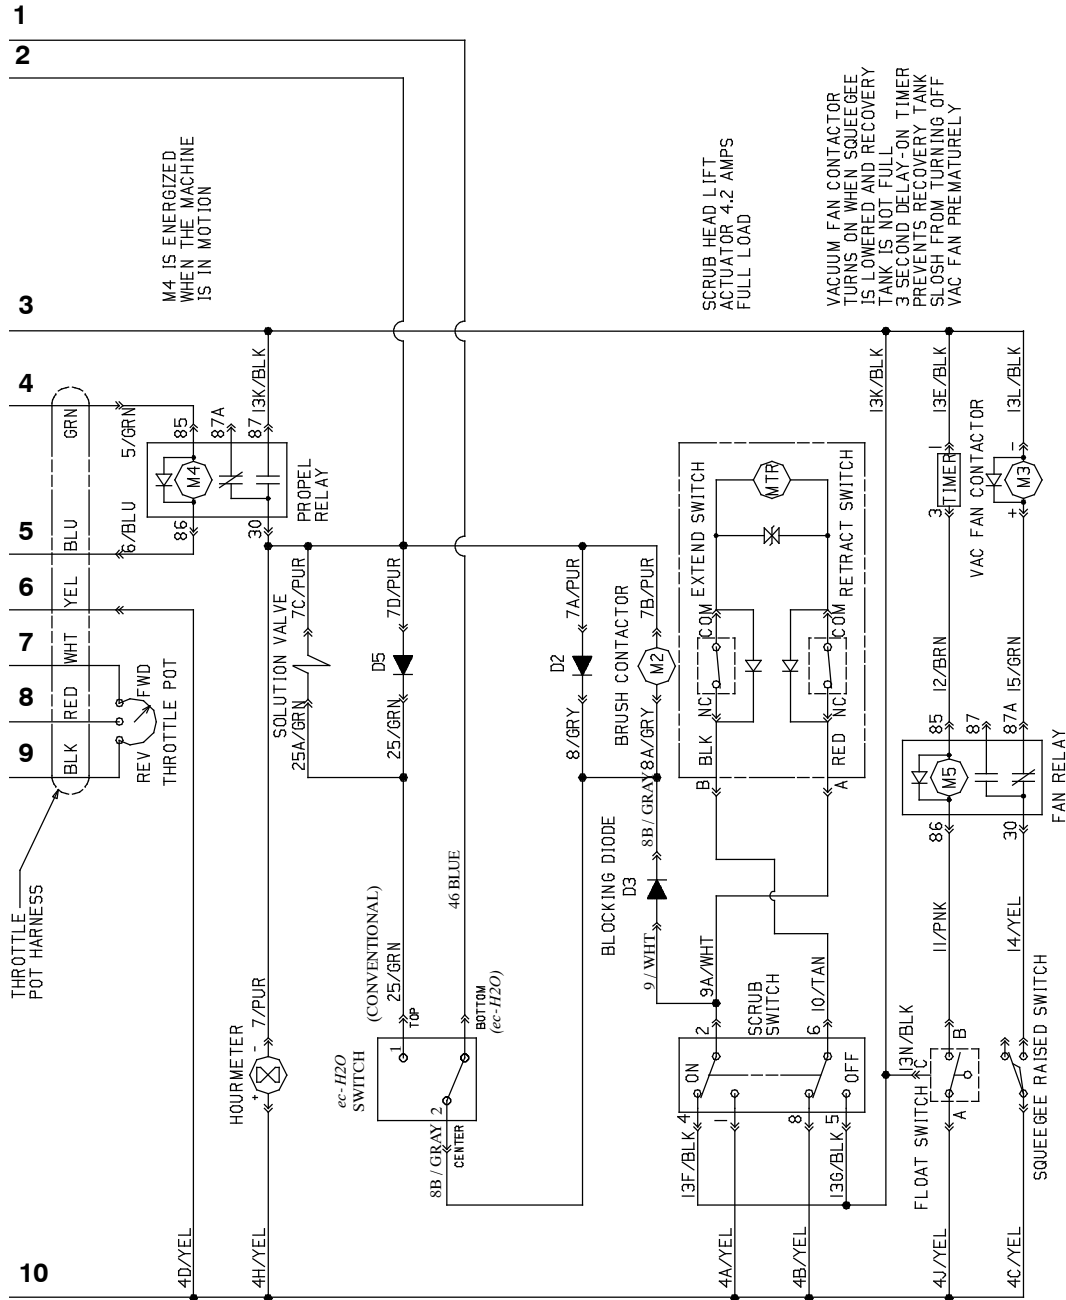 1
2
M4 IS ENERGIZED
WHEN THE MACHINE
IS IN MOTION
SCRUB HEAD LIFT
ACTUATOR 4.2 AMPS
FULL LOAD
VACUUM FAN CONTACTOR
TURNS ON WHEN SQUEEGEE
IS LOWERED AND RECOVERY
TANK IS NOT FULL
3 SECOND DELAY-ON TIMER
PREVENTS RECOVERY TANK
SLOSH FROM TURNING OFF
VAC FAN PREMATURELY
3
4
GRN
5/GRN
85
87A
87
13K/BLK
M4
PROPEL
RELAY
5
BLU
6/BLU
86
30
6
YEL
7
WHT
8
RED
9
BLK
FWD
REV
THROTTLE POT
THROTTLE
POT HARNESS
SOLUTION VALVE
7C/PUR
25A/GRN
7D/PUR
D5
25/GRN
7A/PUR
D2
8/GRY
BRUSH CONTACTOR
7B/PUR
M2
8A/GRY
EXTEND SWITCH
MTR
RETRACT SWITCH
COM
COM
NC
NC
BLK
RED
B
A
13K/BLK
13E/BLK
13L/BLK
1
TIMER
3
VAC FAN CONTACTOR
-
M3
+
12/BRN
15/GRN
85
87
87A
M5
86
30
FAN RELAY
8B / GRAY
BLOCKING DIODE
D3
9 / WHT
9A/WHT
10/TAN
11/PNK
14/YEL
HOURMETER
7/PUR
-
+
(CONVENTIONAL)
25/GRN
46 BLUE
TOP
BOTTOM
(ec-H2O)
ec-H2O
SWITCH
1
2
CENTER
8B / GRAY
SCRUB
SWITCH
2
6
ON
OFF
4
1
8
5
13F/BLK
13G/BLK
13N/BLK
C
B
A
FLOAT SWITCH
SQUEEGEE RAISED SWITCH
10
4D/YEL
4H/YEL
4A/YEL
4B/YEL
4J/YEL
4C/YEL